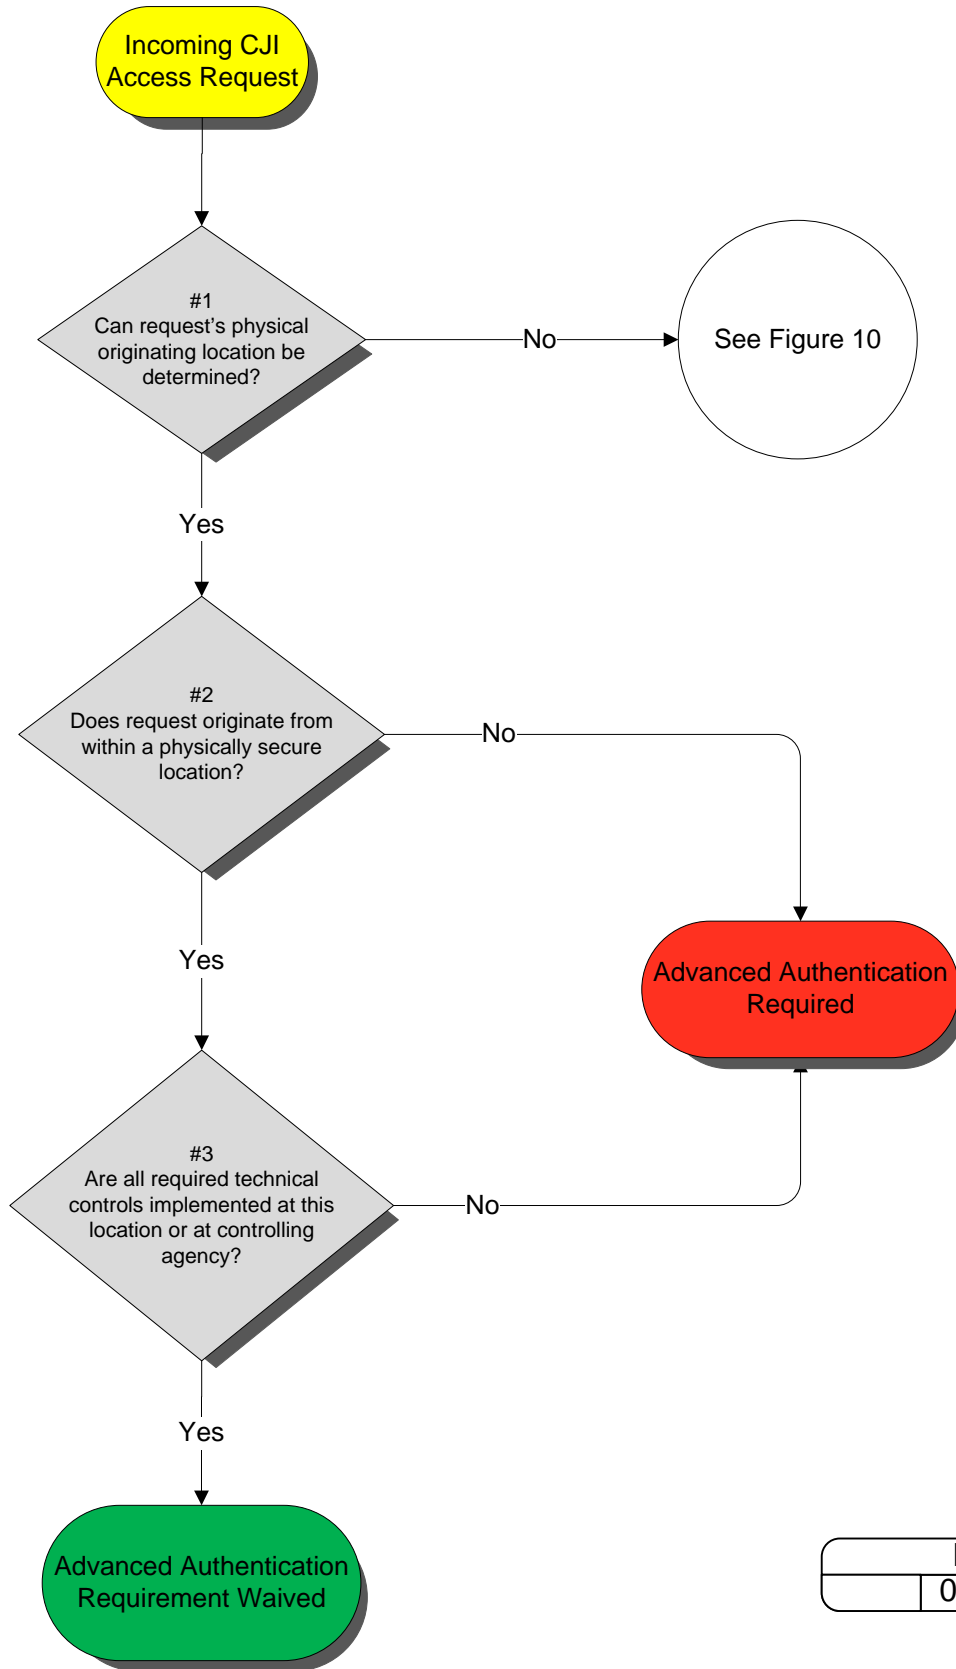 Incoming CJI
Access Request
#1
Can request’s physical
originating location be
determined?
No
See Figure 10
Yes
#2
Does request originate from
within a physically secure
location?
No
Yes
Advanced Authentication
Required
#3
Are all required technical
controls implemented at this
location or at controlling
agency?
No
Yes
Advanced Authentication
Requirement Waived
0